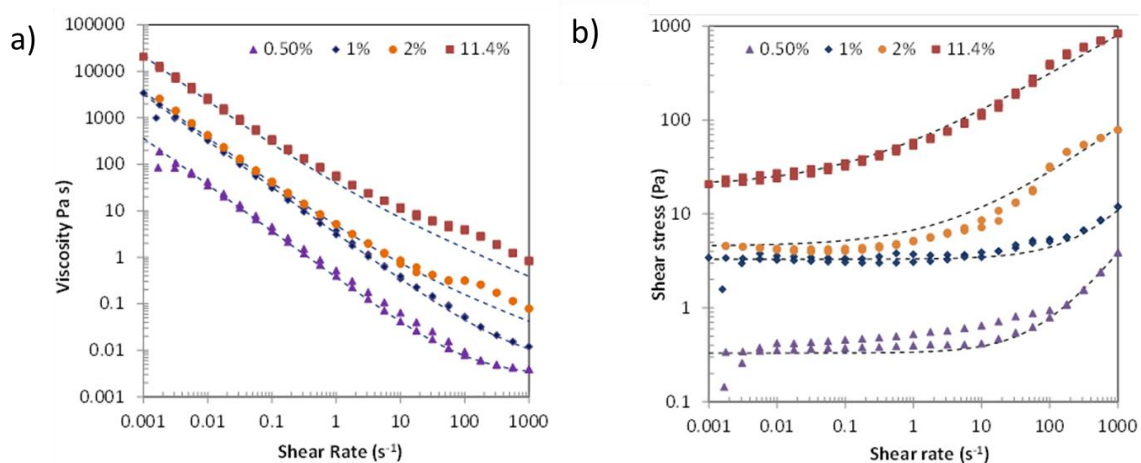 a)
0.50% 1% 2% 11.4%
Viscosity Pa s
100000
10000
1000
100
10
1
0.1
0.01
0.001
0.001 0.01 0.1 1 10 100 1000
Shear Rate (s⁻¹)
b)
0.50% 1% 2% 11.4%
Shear stress (Pa)
1000
100
10
1
0.1
0.001 0.01 0.1 1 10 100 1000
Shear rate (s⁻¹)